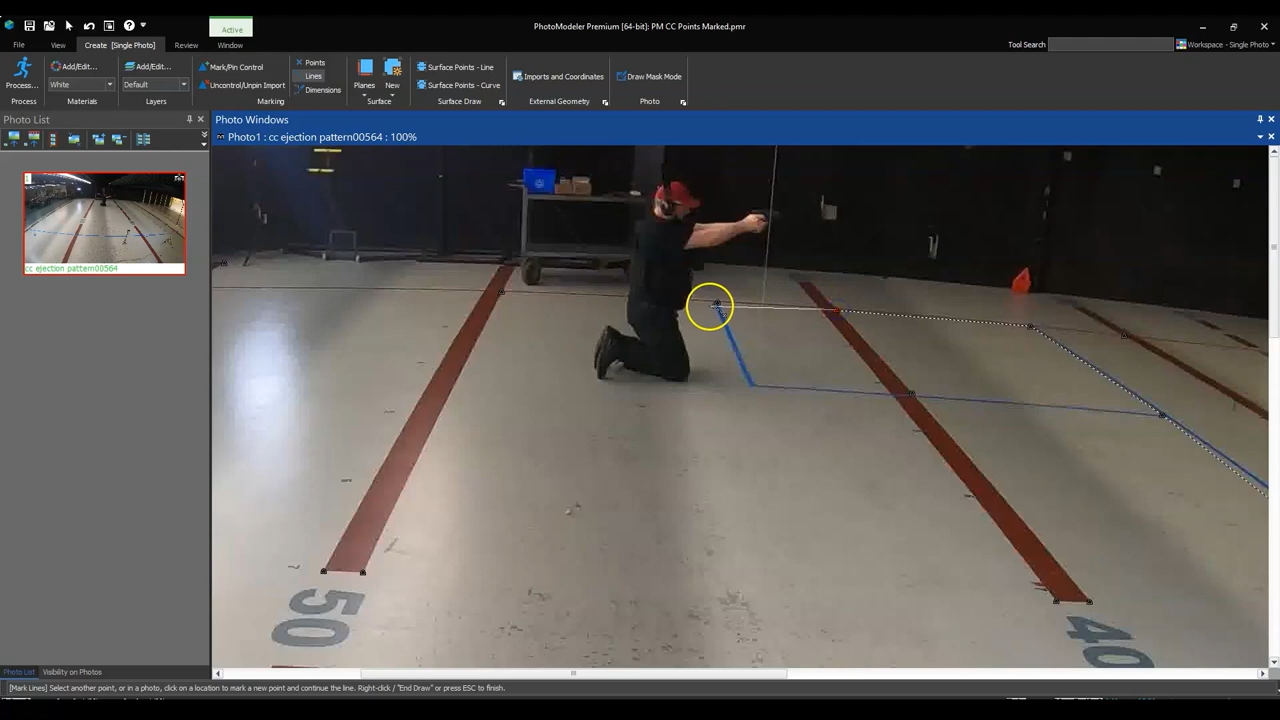 PhotoModeler Premium [64-bit]: PM CC Points Marked.pmr
Active
File View Create [Single Photo] Review Window
Tool Search
Workspace - Single Photo
Process...
Process
Add/Edit...
White
Materials
Add/Edit...
Default
Layers
Mark/Pin Control
Uncontrol/Unpin Import
Points
Lines
Dimensions
Marking
Planes
New
Surface
Surface Points - Line
Surface Points - Curve
Surface Draw
Imports and Coordinates
External Geometry
Draw Mask Mode
Photo
Photo List
Photo Windows
Photo1 : cc ejection pattern00564 : 100%
cc ejection pattern00564
50
40
Photo List Visibility on Photos
[Mark Lines] Select another point, or in a photo, click on a location to mark a new point and continue the line. Right-click / "End Draw" or press ESC to finish.